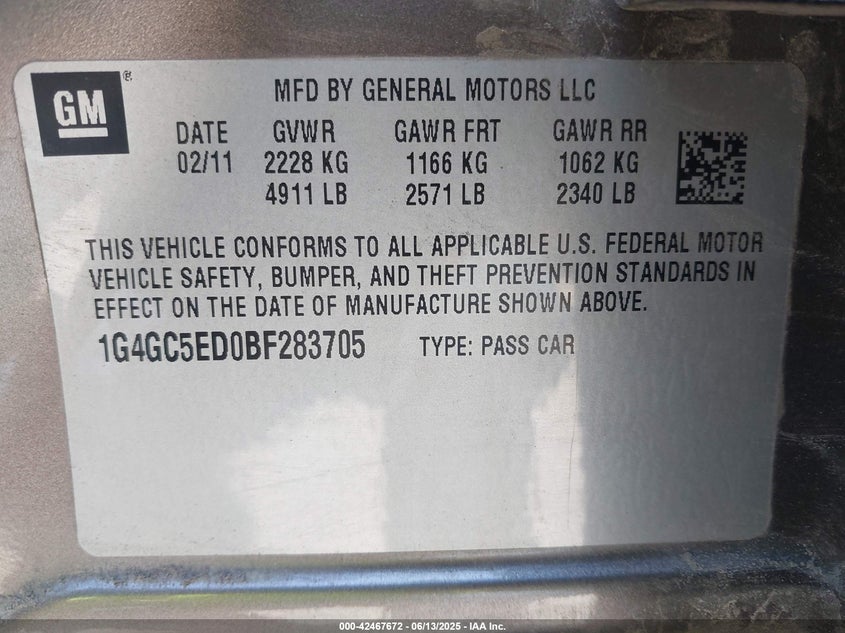 GM ®
MFD BY GENERAL MOTORS LLC
DATE GVWR GAWR FRT GAWR RR
02/11 2228 KG 1166 KG 1062 KG
4911 LB 2571 LB 2340 LB
THIS VEHICLE CONFORMS TO ALL APPLICABLE U.S. FEDERAL MOTOR
VEHICLE SAFETY, BUMPER, AND THEFT PREVENTION STANDARDS IN
EFFECT ON THE DATE OF MANUFACTURE SHOWN ABOVE.
1G4GC5ED0BF283705 TYPE: PASS CAR
000-42467672 - 06/13/2025 - IAA Inc.